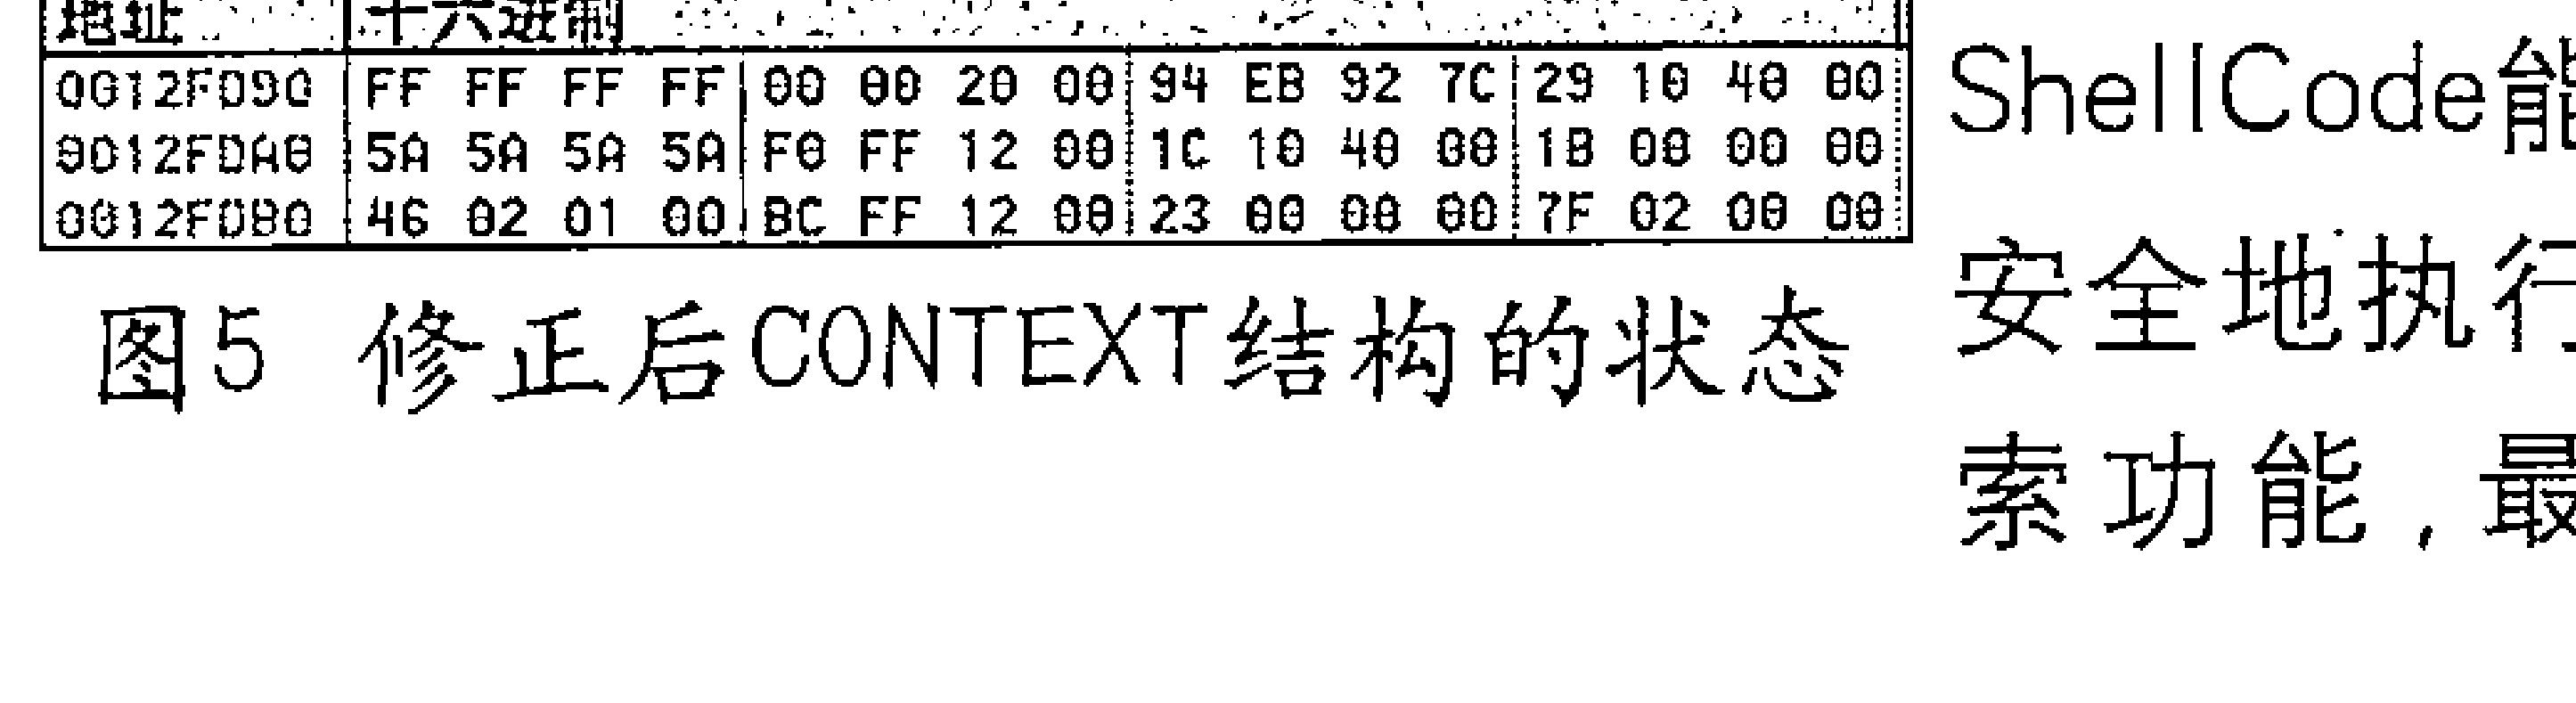 地址 十六进制
0012FD90 FF FF FF FF 00 00 20 00 94 EB 92 7C 29 10 40 00
0012FDA0 5A 5A 5A 5A F0 FF 12 00 1C 10 40 00 1B 00 00 00
0012FDB0 46 02 01 00 BC FF 12 00 23 00 00 00 7F 02 00 00
图5 修正后CONTEXT结构的状态
ShellCode能
安全地执行
索功能,最